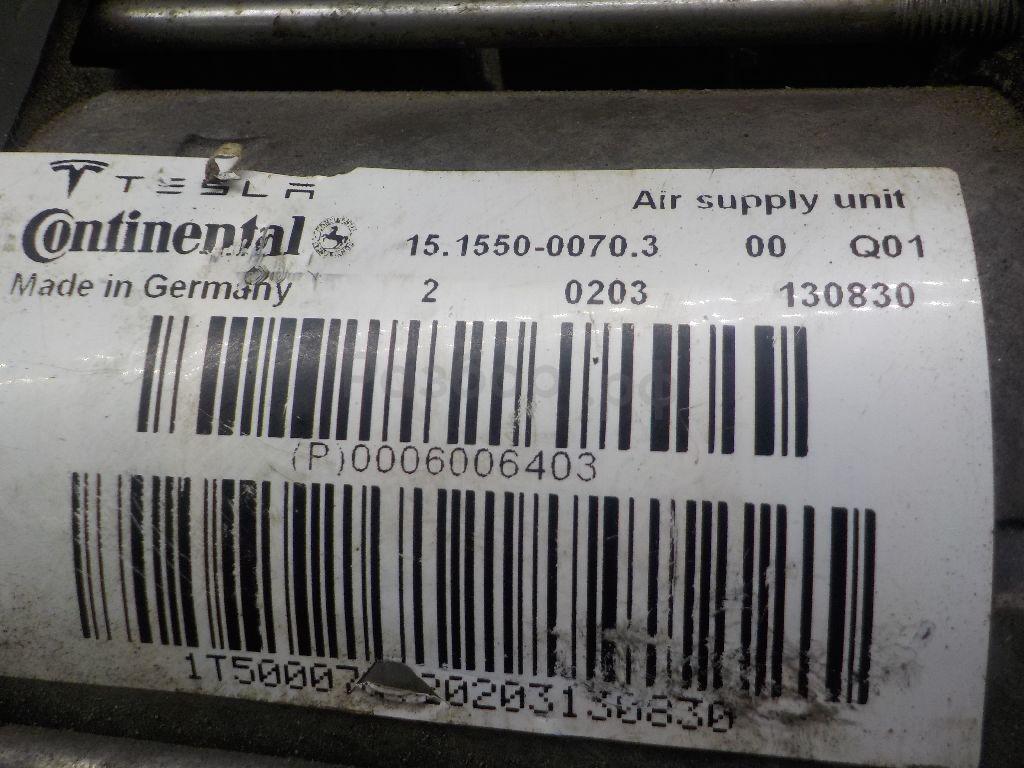 TESLA
Air supply unit
Continental
15.1550-0070.3 00 Q01
Made in Germany 2 0203 130830
(P)0006006403